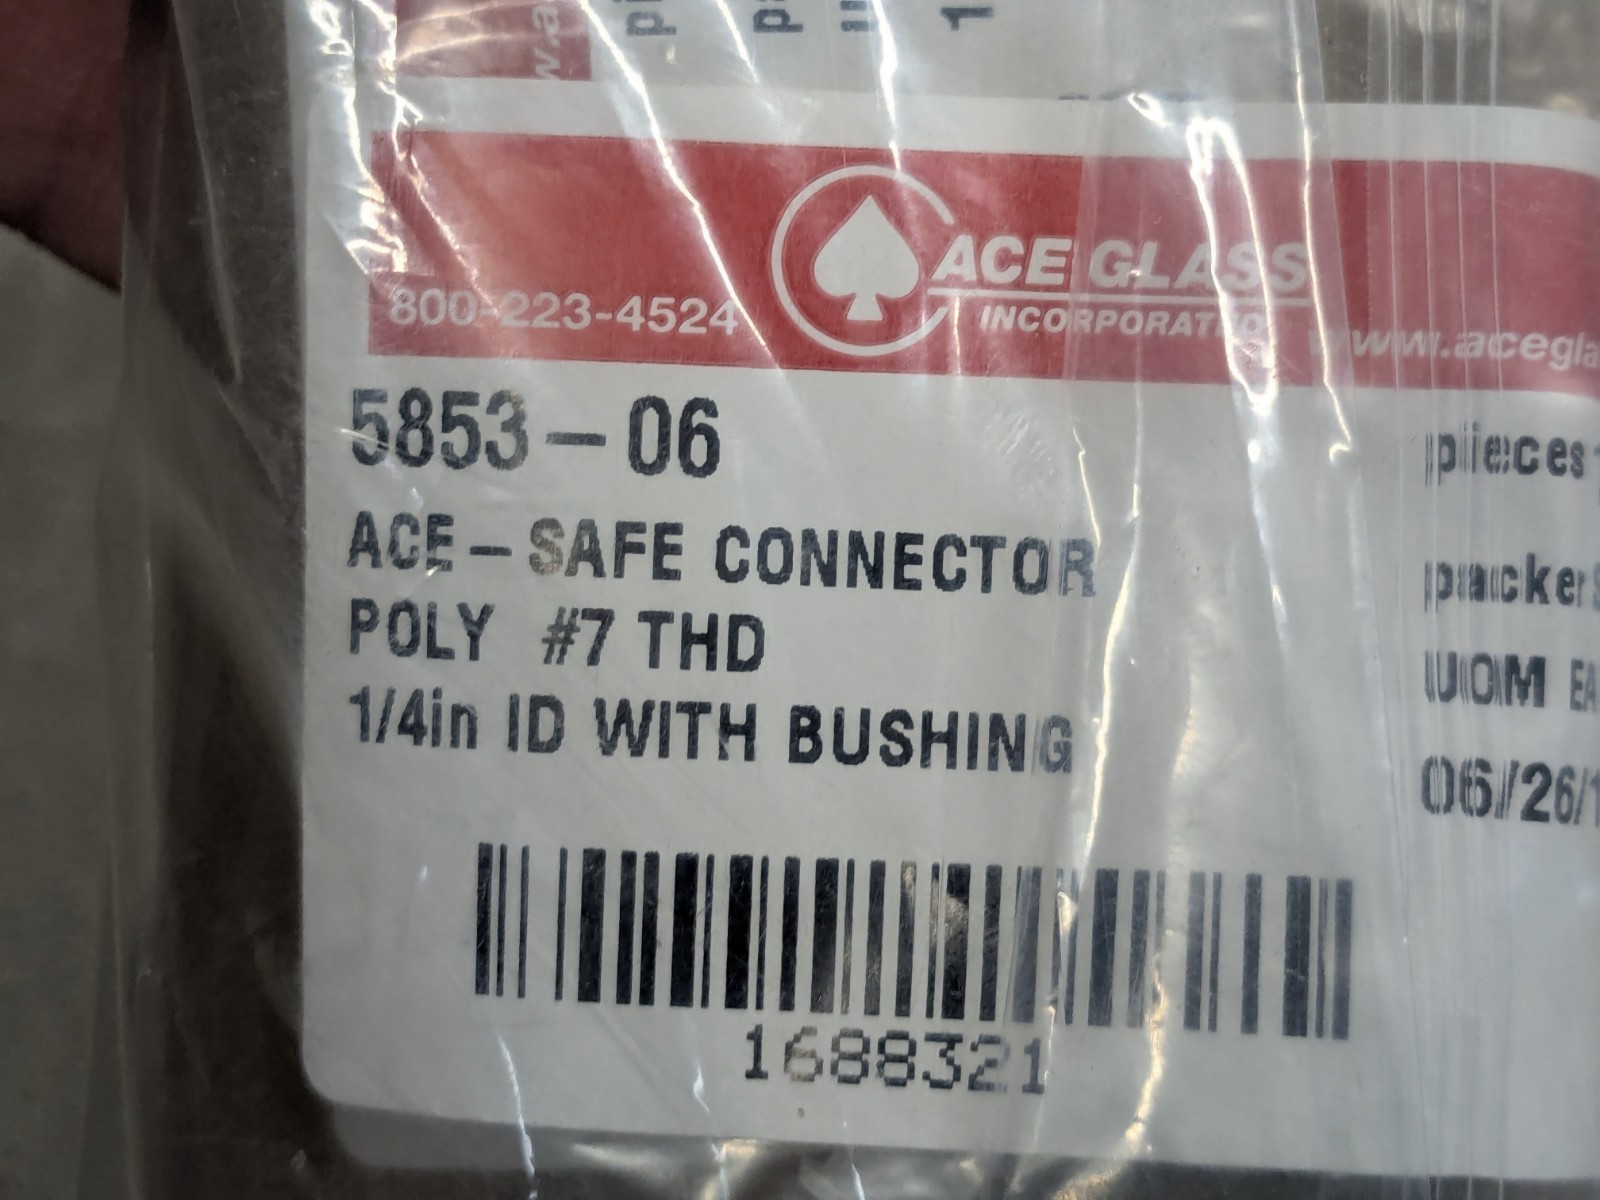 ACE GLASS
INCORPORATED
800-223-4524
5853-06
pieces
ACE-SAFE CONNECTOR
packer
POLY #7 THD
UOM EA
1/4in ID WITH BUSHING
06/26/
1688321